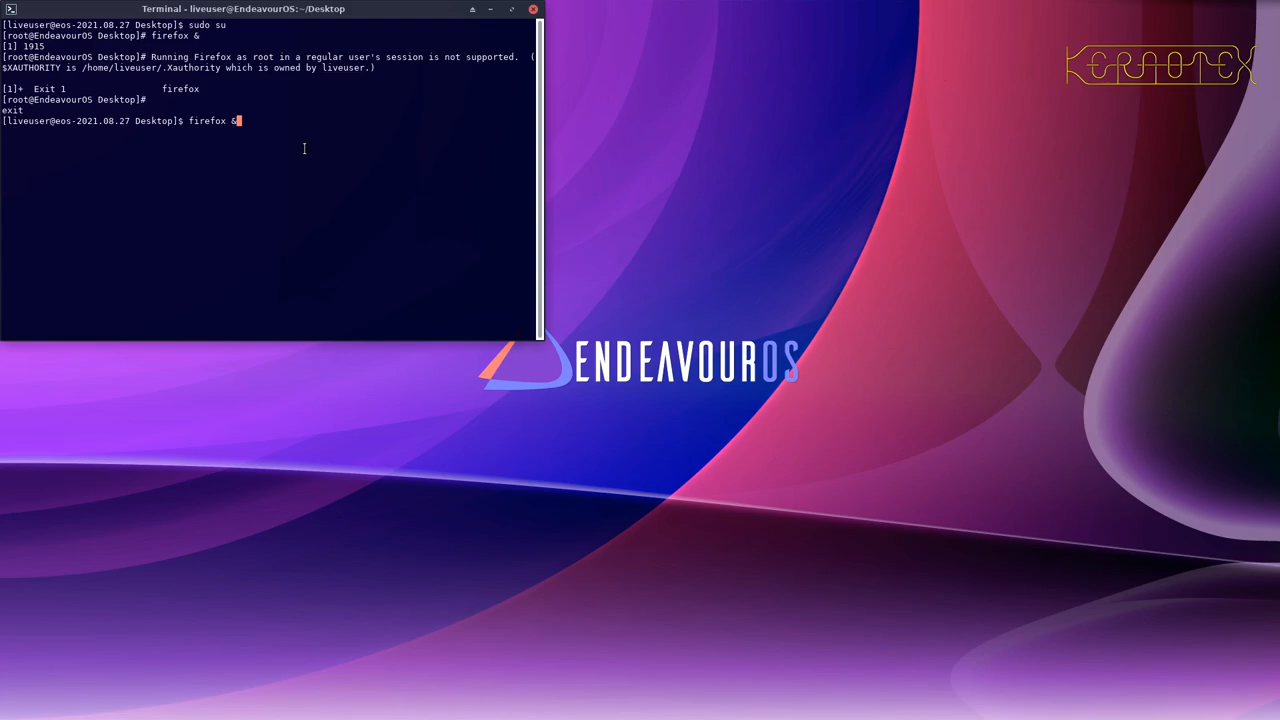 Terminal - liveuser@EndeavourOS:~/Desktop
[liveuser@eos-2021.08.27 Desktop]$ sudo su
[root@EndeavourOS Desktop]# firefox &
[1] 1915
[root@EndeavourOS Desktop]# Running Firefox as root in a regular user's session is not supported.  (
$XAUTHORITY is /home/liveuser/.Xauthority which is owned by liveuser.)
[1]+  Exit 1                  firefox
[root@EndeavourOS Desktop]#
exit
[liveuser@eos-2021.08.27 Desktop]$ firefox &
KERNOTEX
ENDEAVOUROS